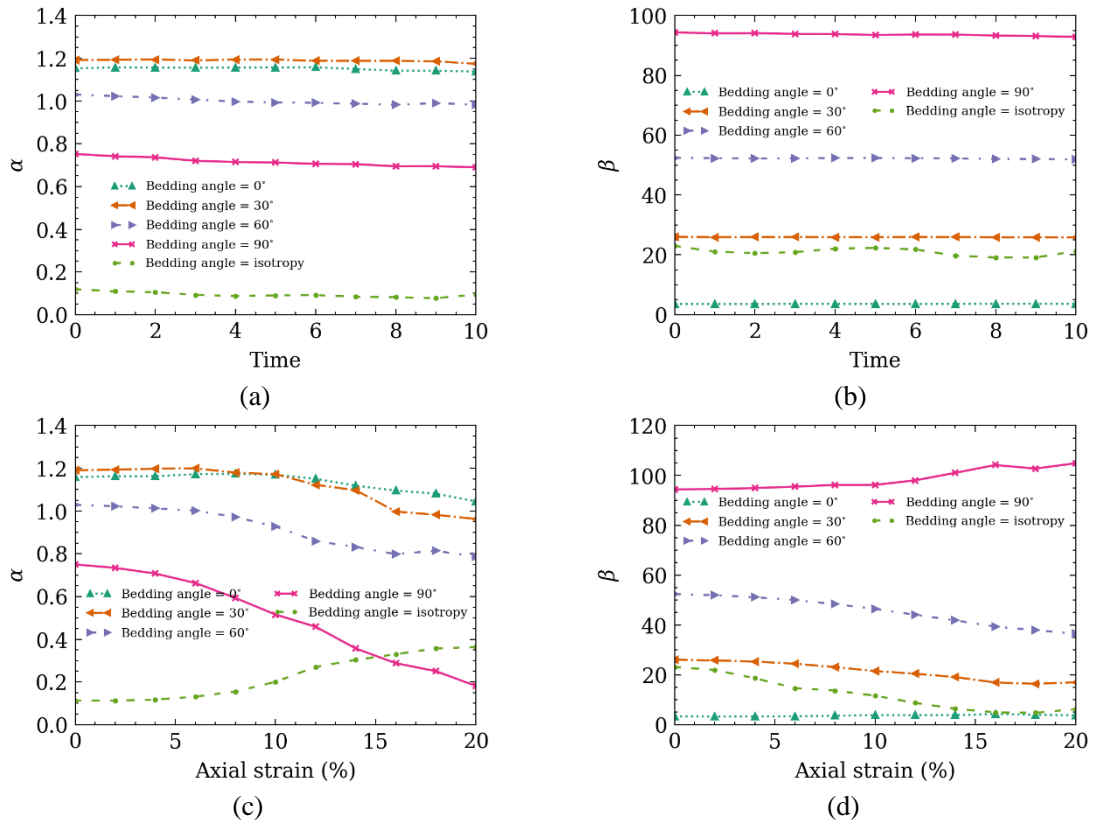 1.4
1.2
1.0
0.8
0.6
0.4
0.2
0.0
α
Bedding angle = 0°
Bedding angle = 30°
Bedding angle = 60°
Bedding angle = 90°
Bedding angle = isotropy
0 2 4 6 8 10
Time
(a)
100
80
60
40
20
0
β
Bedding angle = 0°
Bedding angle = 30°
Bedding angle = 60°
Bedding angle = 90°
Bedding angle = isotropy
0 2 4 6 8 10
Time
(b)
1.4
1.2
1.0
0.8
0.6
0.4
0.2
0.0
α
Bedding angle = 0°
Bedding angle = 30°
Bedding angle = 60°
Bedding angle = 90°
Bedding angle = isotropy
0 5 10 15 20
Axial strain (%)
(c)
120
100
80
60
40
20
0
β
Bedding angle = 0°
Bedding angle = 30°
Bedding angle = 60°
Bedding angle = 90°
Bedding angle = isotropy
0 5 10 15 20
Axial strain (%)
(d)